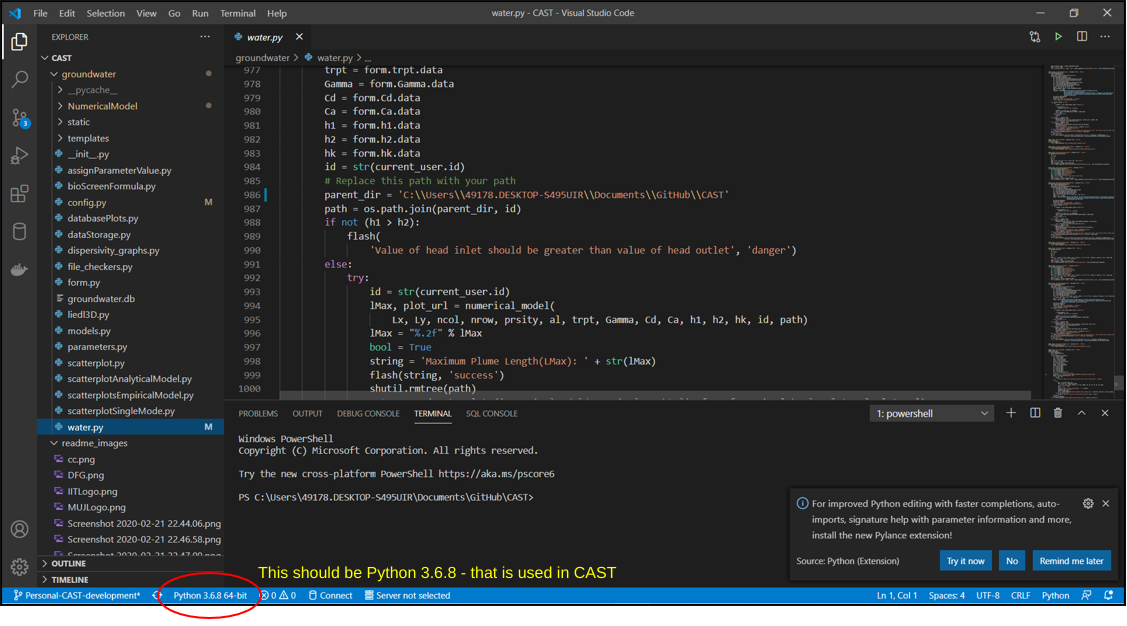 File Edit Selection View Go Run Terminal Help water.py - CAST - Visual Studio Code
EXPLORER
CAST
groundwater
__pycache__
NumericalModel
static
templates
__init__.py
assignParameterValue.py
bioScreenFormula.py
config.py M
databasePlots.py
dataStorage.py
dispersivity_graphs.py
file_checkers.py
form.py
groundwater.db
liedl3D.py
models.py
parameters.py
scatterplot.py
scatterplotAnalyticalModel.py
scatterplotsEmpiricalModel.py
scatterplotSingleMode.py
water.py M
readme_images
cc.png
DFG.png
IITLogo.png
MUJLogo.png
Screenshot 2020-02-21 22.44.06.png
Screenshot 2020-02-21 22.46.58.png
Screenshot 2020-02-21 22.47.09.png
OUTLINE
TIMELINE
3
water.py
groundwater > water.py > ...
977 trpt = form.trpt.data
978 Gamma = form.Gamma.data
979 Cd = form.Cd.data
980 Ca = form.Ca.data
981 h1 = form.h1.data
982 h2 = form.h2.data
983 hk = form.hk.data
984 id = str(current_user.id)
985 # Replace this path with your path
986 parent_dir = 'C:\\Users\\49178.DESKTOP-S495UIR\\Documents\\GitHub\\CAST'
987 path = os.path.join(parent_dir, id)
988 if not (h1 > h2):
989 flash(
990 'Value of head inlet should be greater than value of head outlet', 'danger')
991 else:
992 try:
993 id = str(current_user.id)
994 lMax, plot_url = numerical_model(
995 Lx, Ly, ncol, nrow, prsity, al, trpt, Gamma, Cd, Ca, h1, h2, hk, id, path)
996 lMax = "%.2f" % lMax
997 bool = True
998 string = 'Maximum Plume Length(LMax): ' + str(lMax)
999 flash(string, 'success')
1000 shutil.rmtree(path)
PROBLEMS OUTPUT DEBUG CONSOLE TERMINAL SQL CONSOLE 1: powershell
Windows PowerShell
Copyright (C) Microsoft Corporation. All rights reserved.
Try the new cross-platform PowerShell https://aka.ms/pscore6
PS C:\Users\49178.DESKTOP-S495UIR\Documents\GitHub\CAST>
For improved Python editing with faster completions, auto-
imports, signature help with parameter information and more,
install the new Pylance extension!
Source: Python (Extension) Try it now No Remind me later
This should be Python 3.6.8 - that is used in CAST
Personal-CAST-development* Python 3.6.8 64-bit 0 0 Connect Server not selected Ln 1, Col 1 Spaces: 4 UTF-8 CRLF Python